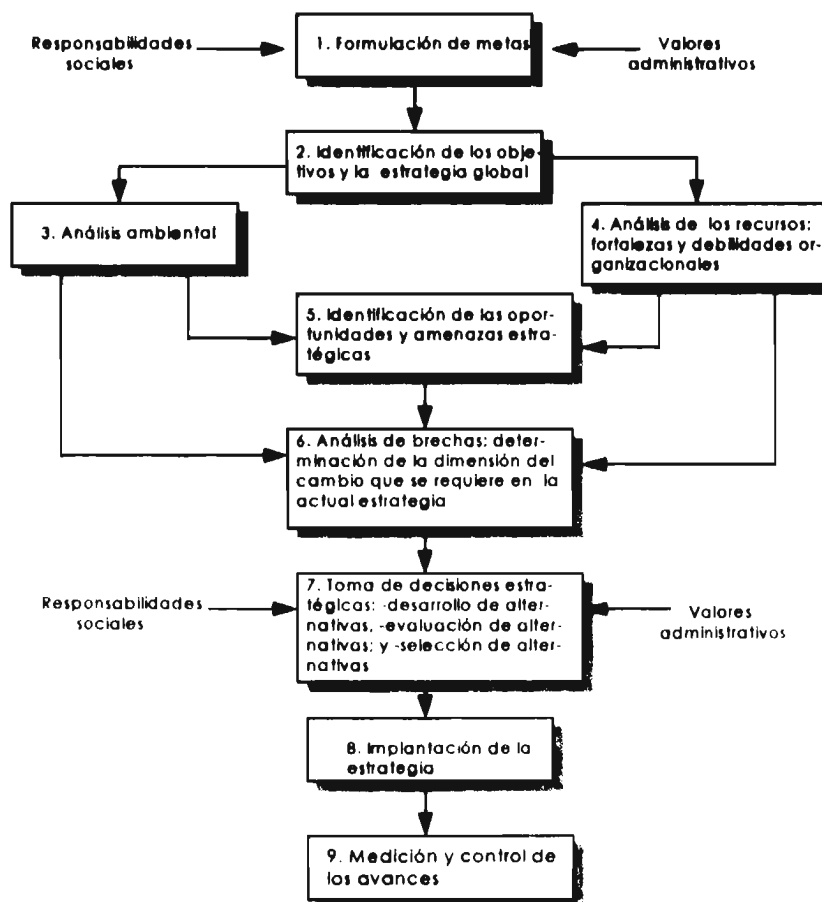 Responsabilidades
sociales
1. Formulación de metas
Valores
administrativos
2. Identificación de los obje-
tivos y la estrategia global
3. Análisis ambiental
4. Análisis de los recursos:
fortalezas y debilidades or-
ganizacionales
5. Identificación de las opor-
tunidades y amenazas estra-
tégicas
6. Análisis de brechas: deter-
minación de la dimensión del
cambio que se requiere en la
actual estrategia
Responsabilidades
sociales
7. Toma de decisiones estra-
tégicas: -desarrollo de alter-
nativas, -evaluación de alter-
nativas; y -selección de alter-
nativas
Valores
administrativos
8. Implantación de la
estrategia
9. Medición y control de
los avances